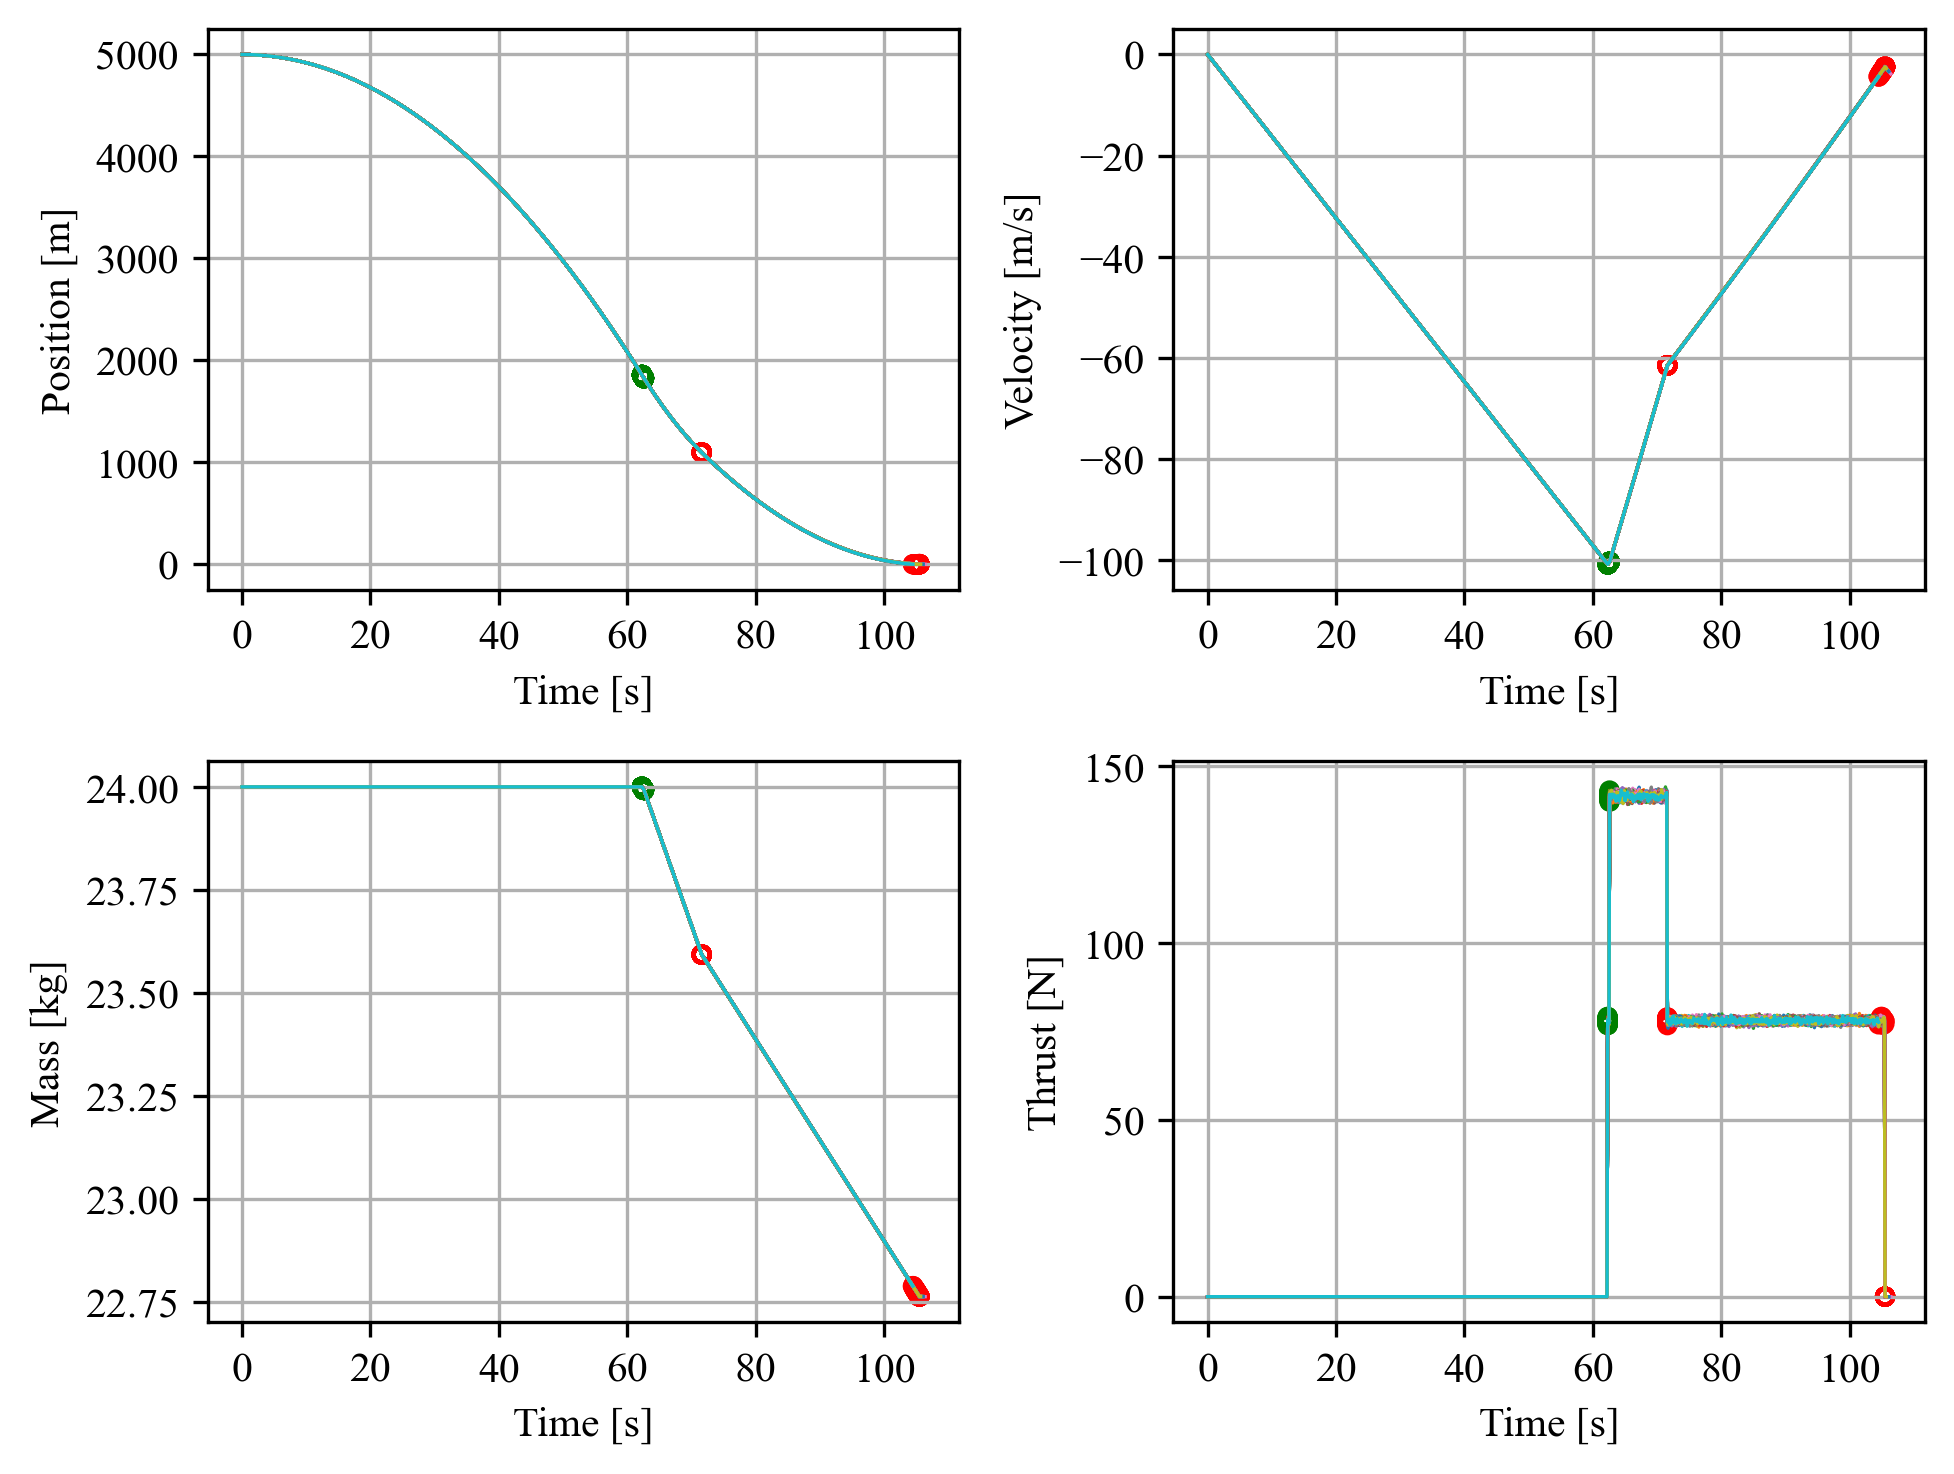 5000
4000
3000
2000
1000
0
Position [m]
0 20 40 60 80 100
Time [s]
0
−20
−40
−60
−80
−100
Velocity [m/s]
0 20 40 60 80 100
Time [s]
24.00
23.75
23.50
23.25
23.00
22.75
Mass [kg]
0 20 40 60 80 100
Time [s]
150
100
50
0
Thrust [N]
0 20 40 60 80 100
Time [s]